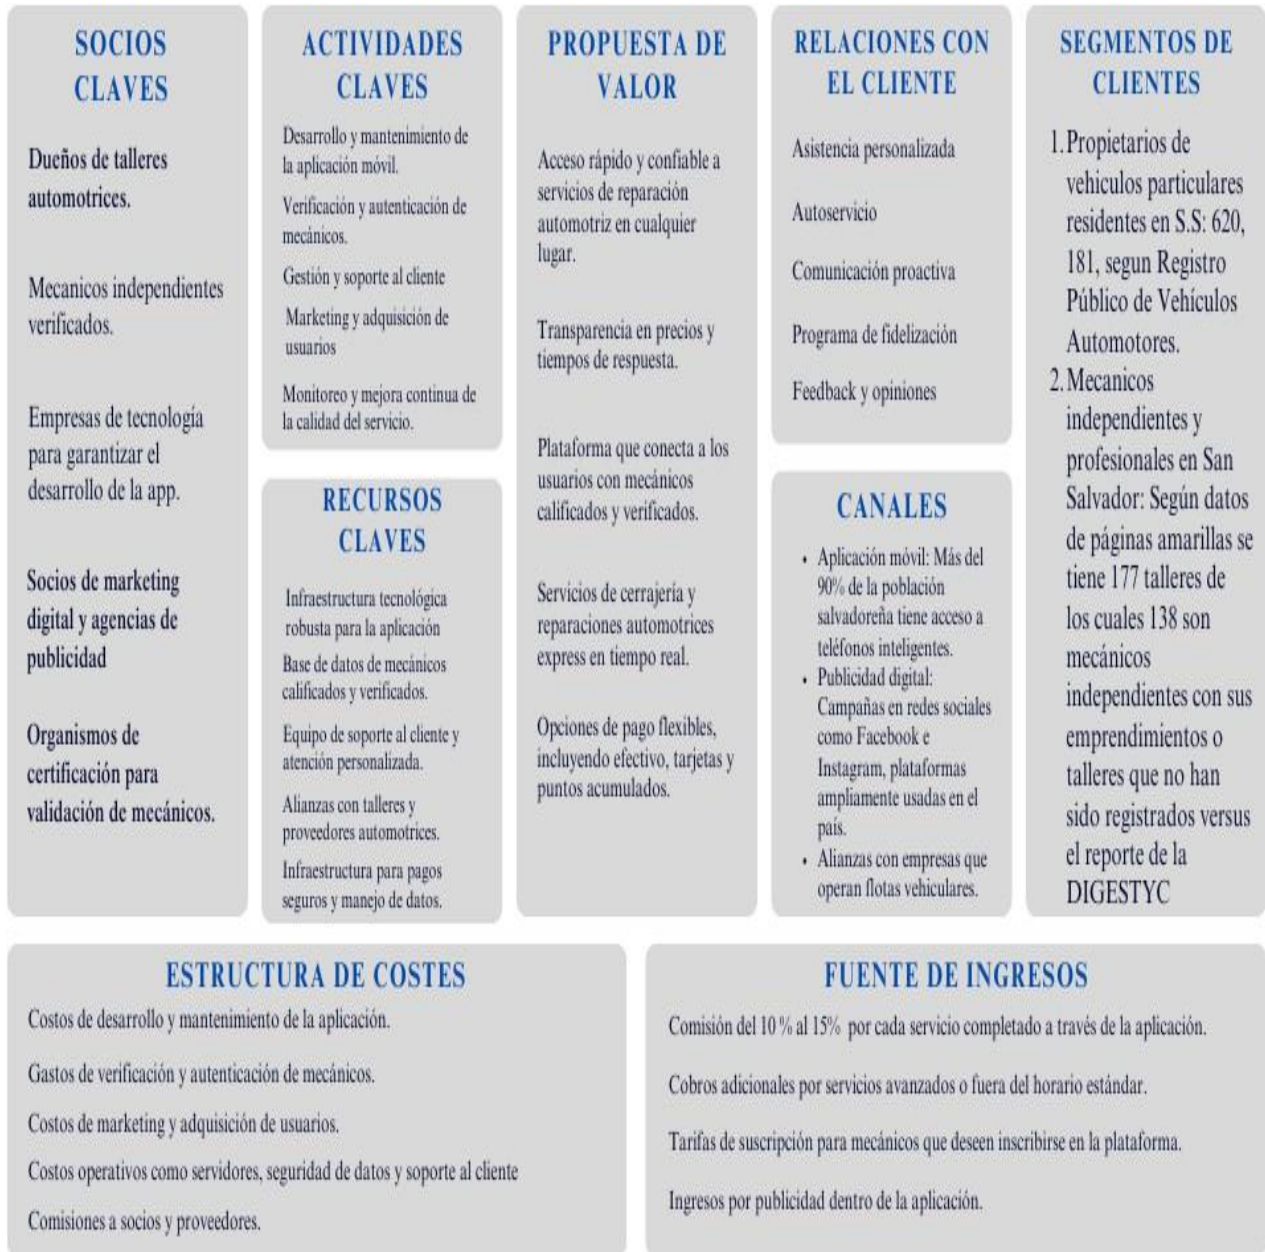 SOCIOS
CLAVES
Dueños de talleres
automotrices.
Mecanicos independientes
verificados.
Empresas de tecnología
para garantizar el
desarrollo de la app.
Socios de marketing
digital y agencias de
publicidad
Organismos de
certificación para
validación de mecánicos.
ACTIVIDADES
CLAVES
Desarrollo y mantenimiento de
la aplicación móvil.
Verificación y autenticación de
mecánicos.
Gestión y soporte al cliente
Marketing y adquisición de
usuarios
Monitoreo y mejora continua de
la calidad del servicio.
RECURSOS
CLAVES
Infraestructura tecnológica
robusta para la aplicación
Base de datos de mecánicos
calificados y verificados.
Equipo de soporte al cliente y
atención personalizada.
Alianzas con talleres y
proveedores automotrices.
Infraestructura para pagos
seguros y manejo de datos.
PROPUESTA DE
VALOR
Acceso rápido y confiable a
servicios de reparación
automotriz en cualquier
lugar.
Transparencia en precios y
tiempos de respuesta.
Plataforma que conecta a los
usuarios con mecánicos
calificados y verificados.
Servicios de cerrajería y
reparaciones automotrices
express en tiempo real.
Opciones de pago flexibles,
incluyendo efectivo, tarjetas y
puntos acumulados.
RELACIONES CON
EL CLIENTE
Asistencia personalizada
Autoservicio
Comunicación proactiva
Programa de fidelización
Feedback y opiniones
CANALES
• Aplicación móvil: Más del
90% de la población
salvadoreña tiene acceso a
teléfonos inteligentes.
• Publicidad digital:
Campañas en redes sociales
como Facebook e
Instagram, plataformas
ampliamente usadas en el
país.
• Alianzas con empresas que
operan flotas vehiculares.
SEGMENTOS DE
CLIENTES
1. Propietarios de
vehiculos particulares
residentes en S.S: 620,
181, segun Registro
Público de Vehículos
Automotores.
2. Mecanicos
independientes y
profesionales en San
Salvador: Según datos
de páginas amarillas se
tiene 177 talleres de
los cuales 138 son
mecánicos
independientes con sus
emprendimientos o
talleres que no han
sido registrados versus
el reporte de la
DIGESTYC
ESTRUCTURA DE COSTES
Costos de desarrollo y mantenimiento de la aplicación.
Gastos de verificación y autenticación de mecánicos.
Costos de marketing y adquisición de usuarios.
Costos operativos como servidores, seguridad de datos y soporte al cliente
Comisiones a socios y proveedores.
FUENTE DE INGRESOS
Comisión del 10 % al 15% por cada servicio completado a través de la aplicación.
Cobros adicionales por servicios avanzados o fuera del horario estándar.
Tarifas de suscripción para mecánicos que deseen inscribirse en la plataforma.
Ingresos por publicidad dentro de la aplicación.